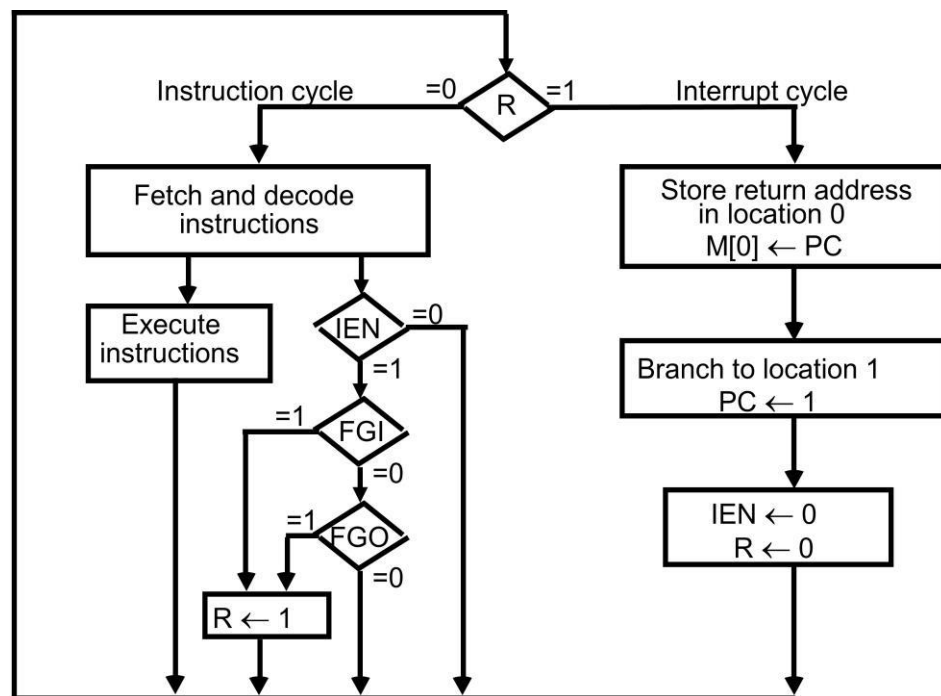 Instruction cycle
=0
R
=1
Interrupt cycle
Fetch and decode
instructions
Store return address
in location 0
M[0] ← PC
Execute
instructions
IEN
=0
=1
Branch to location 1
PC ← 1
=1
FGI
=0
=1
FGO
=0
IEN ← 0
R ← 0
R ← 1